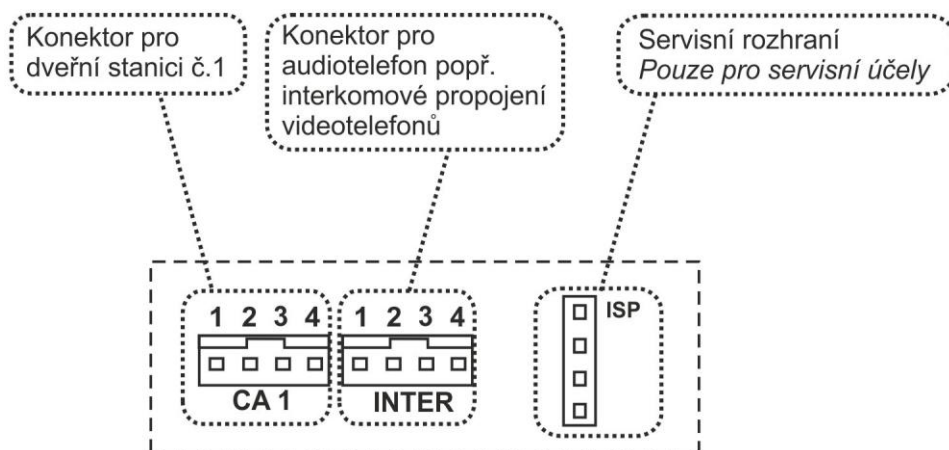 Konektor pro
dveřní stanici č.1
Konektor pro
audiotelefon popř.
interkomové propojení
videotelefonů
Servisní rozhraní
Pouze pro servisní účely
1 2 3 4
CA 1
1 2 3 4
INTER
ISP